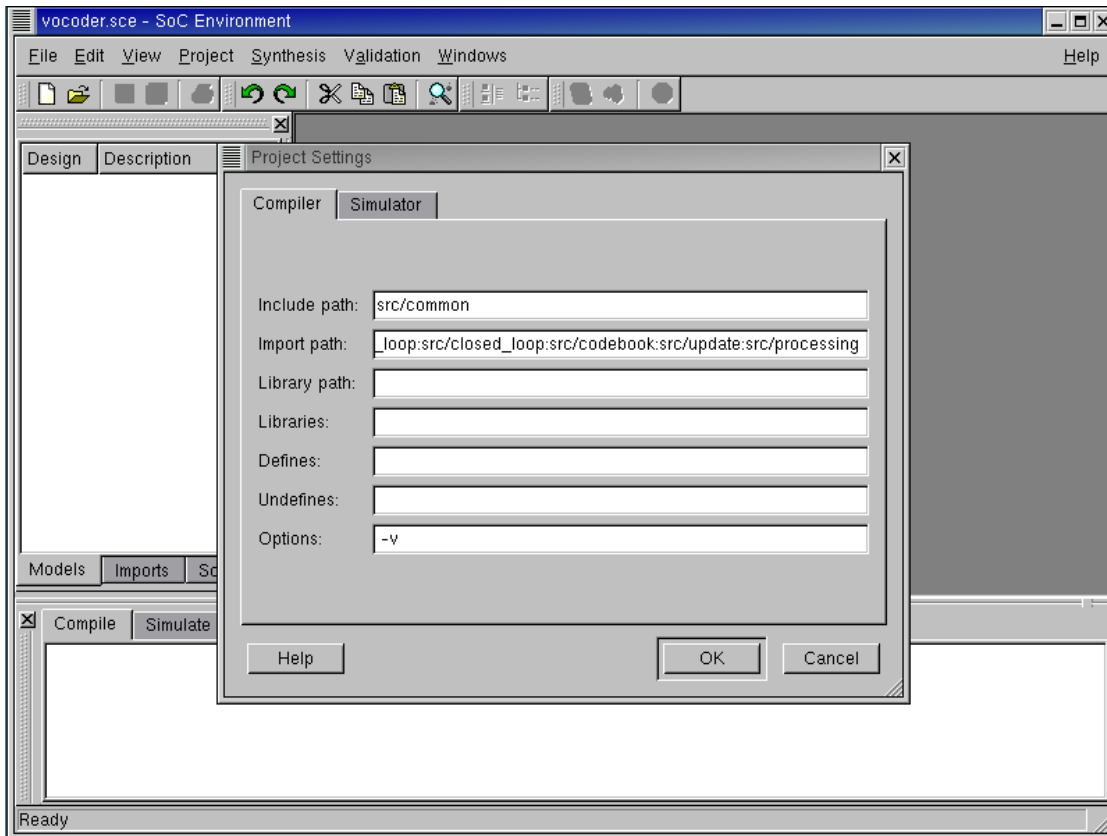 vocoder.sce - SoC Environment
File Edit View Project Synthesis Validation Windows Help
Design Description
Project Settings
Compiler Simulator
Include path: src/common
Import path: _loop:src/closed_loop:src/codebook:src/update:src/processing
Library path:
Libraries:
Defines:
Undefines:
Options: -v
Models Imports
Compile Simulate
Help OK Cancel
Ready